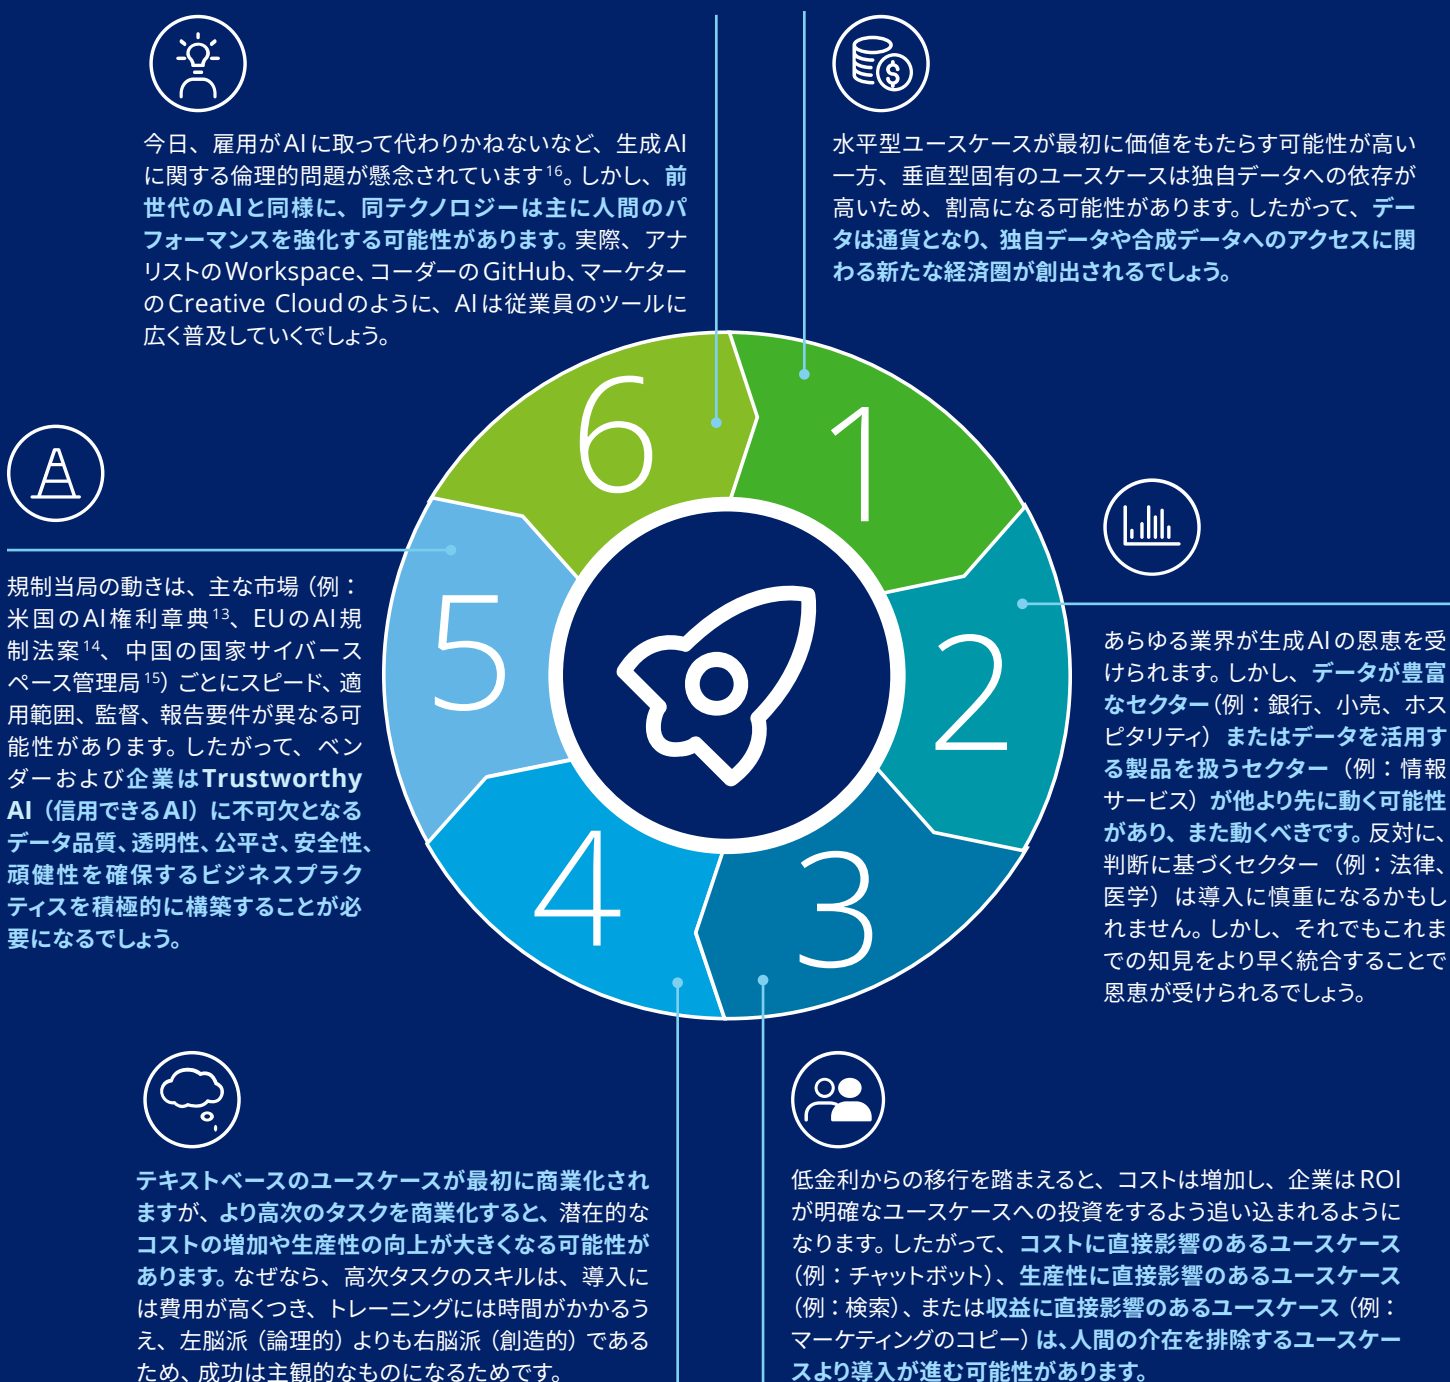 今日、雇用がAIに取って代わりかねないなど、生成AI
に関する倫理的問題が懸念されています16。しかし、前
世代のAIと同様に、同テクノロジーは主に人間のパ
フォーマンスを強化する可能性があります。実際、アナ
リストのWorkspace、コーダーのGitHub、マーケター
のCreative Cloudのように、AIは従業員のツールに
広く普及していくでしょう。
水平型ユースケースが最初に価値をもたらす可能性が高い
一方、垂直型固有のユースケースは独自データへの依存が
高いため、割高になる可能性があります。したがって、デー
タは通貨となり、独自データや合成データへのアクセスに関
わる新たな経済圏が創出されるでしょう。
6
1
5
2
4
3
規制当局の動きは、主な市場（例：
米国のAI権利章典13、EUのAI規
制法案14、中国の国家サイバース
ペース管理局15）ごとにスピード、適
用範囲、監督、報告要件が異なる可
能性があります。したがって、ベン
ダーおよび企業はTrustworthy
AI（信用できるAI）に不可欠となる
データ品質、透明性、公平さ、安全性、
頑健性を確保するビジネスプラク
ティスを積極的に構築することが必
要になるでしょう。
あらゆる業界が生成AIの恩恵を受
けられます。しかし、データが豊富
なセクター（例：銀行、小売、ホス
ピタリティ）またはデータを活用す
る製品を扱うセクター（例：情報
サービス）が他より先に動く可能性
があり、また動くべきです。反対に、
判断に基づくセクター（例：法律、
医学）は導入に慎重になるかもし
れません。しかし、それでもこれま
での知見をより早く統合することで
恩恵が受けられるでしょう。
テキストベースのユースケースが最初に商業化され
ますが、より高次のタスクを商業化すると、潜在的な
コストの増加や生産性の向上が大きくなる可能性が
あります。なぜなら、高次タスクのスキルは、導入に
は費用が高くつき、トレーニングには時間がかかるう
え、左脳派（論理的）よりも右脳派（創造的）である
ため、成功は主観的なものになるためです。
低金利からの移行を踏まえると、コストは増加し、企業はROI
が明確なユースケースへの投資をするよう追い込まれるように
なります。したがって、コストに直接影響のあるユースケース
（例：チャットボット）、生産性に直接影響のあるユースケース
（例：検索）、または収益に直接影響のあるユースケース（例：
マーケティングのコピー）は、人間の介在を排除するユースケー
スより導入が進む可能性があります。